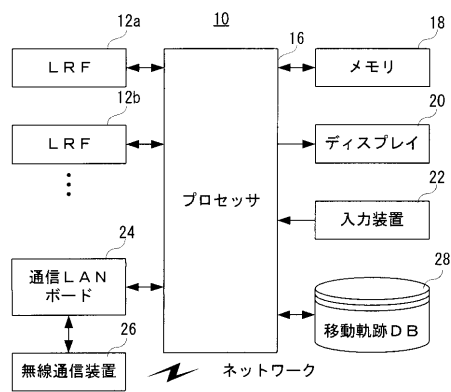 10
12a
LRF
12b
LRF
16
プロセッサ
18
メモリ
20
ディスプレイ
22
入力装置
24
通信LAN
ボード
26
無線通信装置
28
移動軌跡DB
ネットワーク